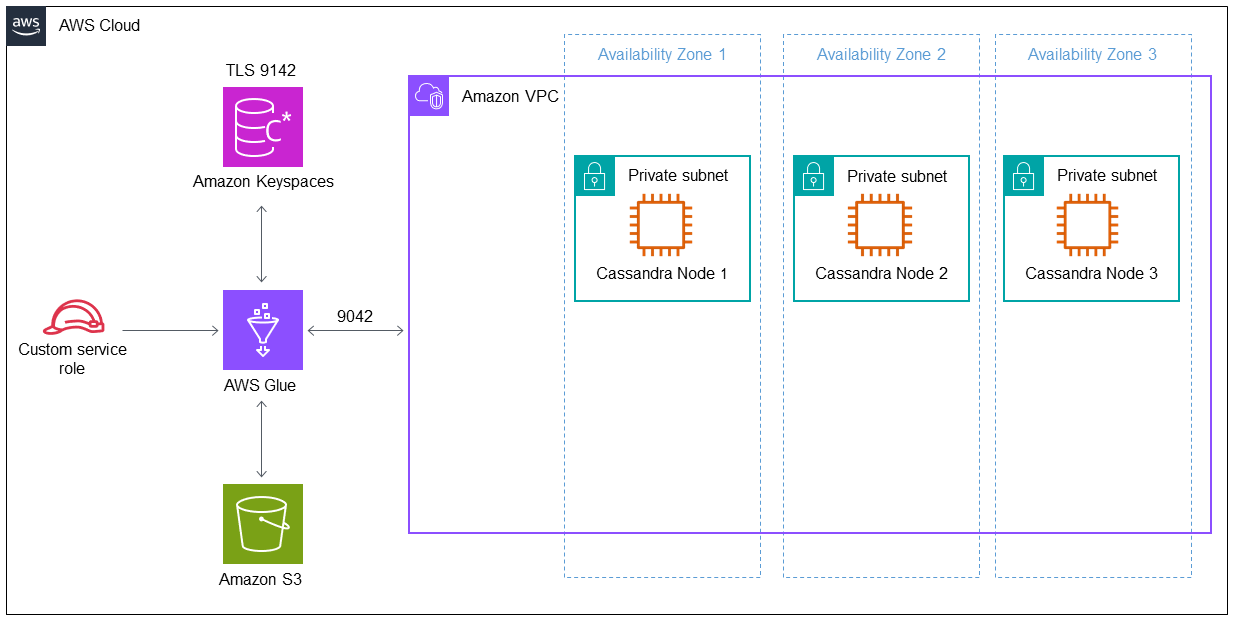 aws
AWS Cloud
Availability Zone 1
Availability Zone 2
Availability Zone 3
TLS 9142
C*
Amazon Keyspaces
Amazon VPC
Private subnet
Cassandra Node 1
Private subnet
Cassandra Node 2
Private subnet
Cassandra Node 3
9042
Custom service
role
AWS Glue
Amazon S3